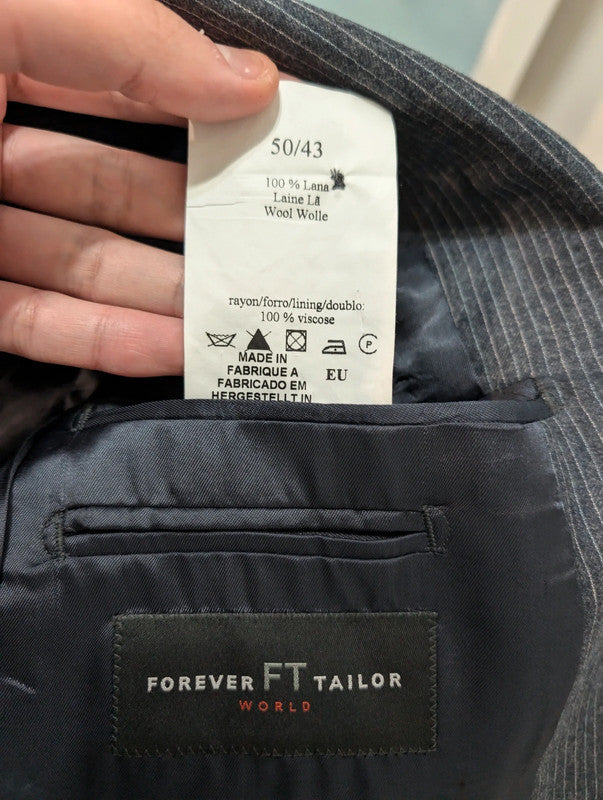 50/43
100 % Lana
Laine Lã
Wool Wolle
rayon/forro/lining/doublo:
100 % viscose
P
MADE IN
FABRIQUE A
FABRICADO EM
HERGESTELLT IN
EU
FOREVER FT TAILOR
WORLD